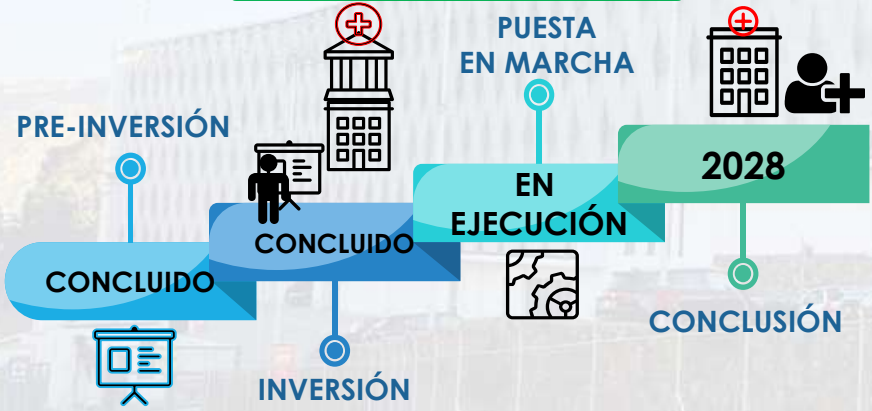 PRE-INVERSIÓN
CONCLUIDO
CONCLUIDO
INVERSIÓN
PUESTA
EN MARCHA
EN
EJECUCIÓN
2028
CONCLUSIÓN